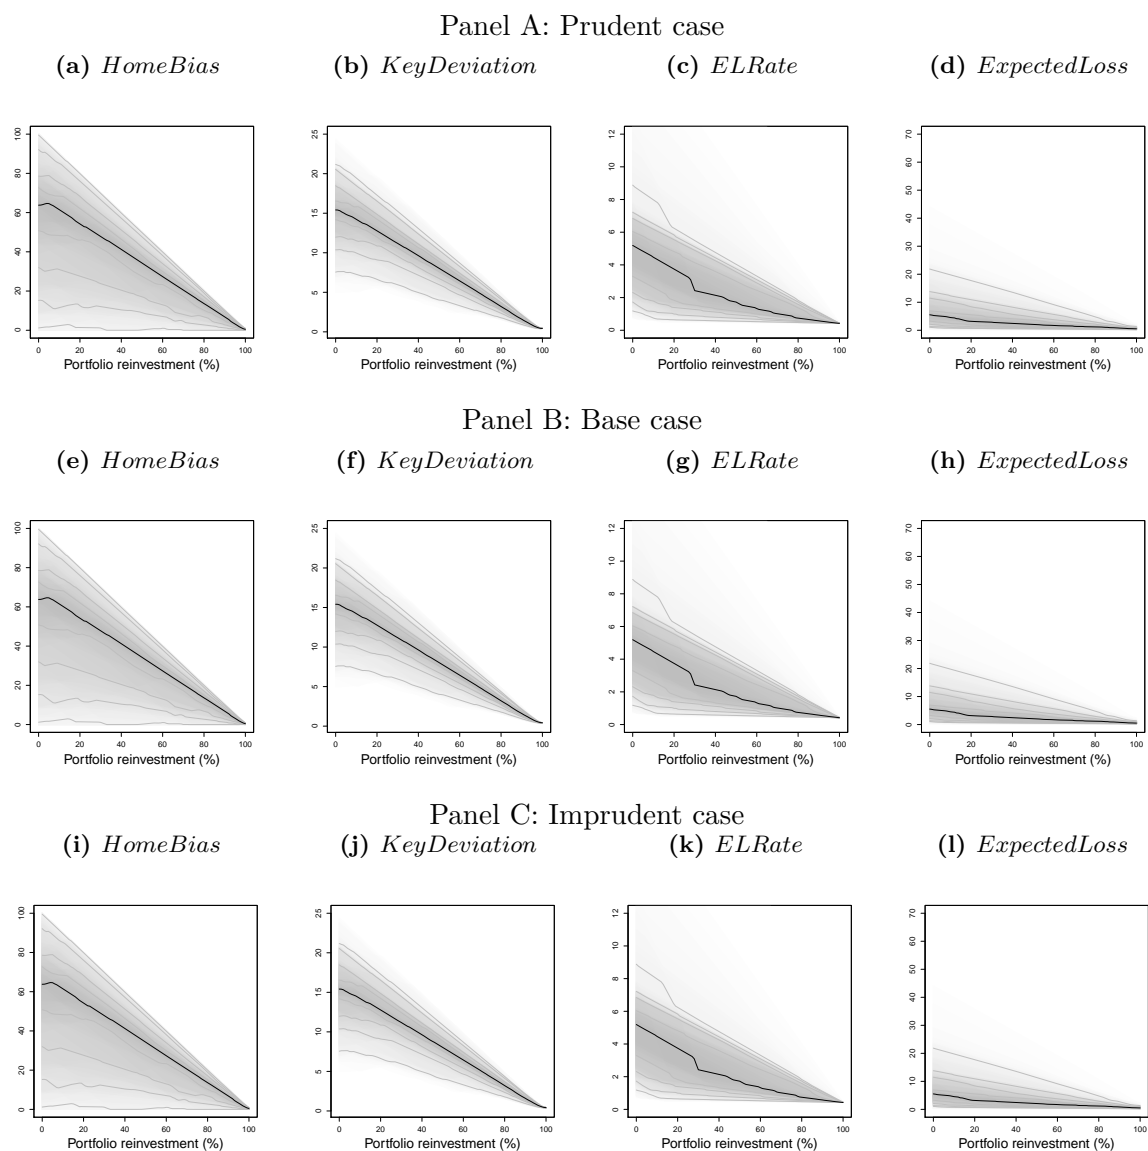 Panel A: Prudent case
(a) HomeBias (b) KeyDeviation (c) ELRate (d) ExpectedLoss
0 20 40 60 80 100
0 20 40 60 80 100
Portfolio reinvestment (%)
0 5 10 15 20 25
0 20 40 60 80 100
Portfolio reinvestment (%)
0 2 4 6 8 10 12
0 20 40 60 80 100
Portfolio reinvestment (%)
0 10 20 30 40 50 60 70
0 20 40 60 80 100
Portfolio reinvestment (%)
Panel B: Base case
(e) HomeBias (f) KeyDeviation (g) ELRate (h) ExpectedLoss
0 20 40 60 80 100
0 20 40 60 80 100
Portfolio reinvestment (%)
0 5 10 15 20 25
0 20 40 60 80 100
Portfolio reinvestment (%)
0 2 4 6 8 10 12
0 20 40 60 80 100
Portfolio reinvestment (%)
0 10 20 30 40 50 60 70
0 20 40 60 80 100
Portfolio reinvestment (%)
Panel C: Imprudent case
(i) HomeBias (j) KeyDeviation (k) ELRate (l) ExpectedLoss
0 20 40 60 80 100
0 20 40 60 80 100
Portfolio reinvestment (%)
0 5 10 15 20 25
0 20 40 60 80 100
Portfolio reinvestment (%)
0 2 4 6 8 10 12
0 20 40 60 80 100
Portfolio reinvestment (%)
0 10 20 30 40 50 60 70
0 20 40 60 80 100
Portfolio reinvestment (%)